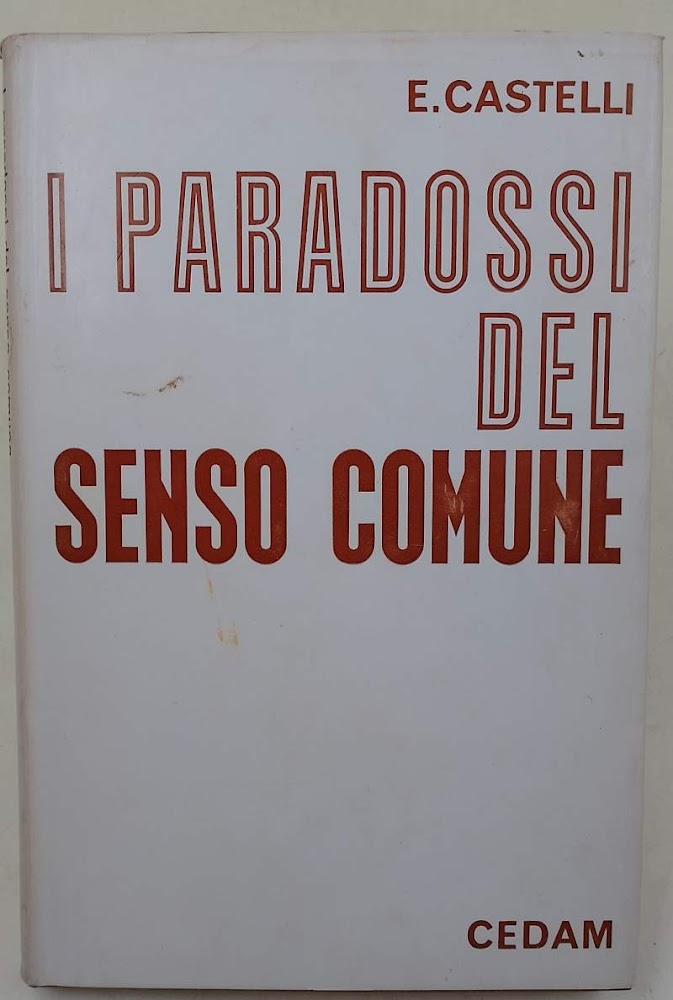 E. CASTELLI
I PARADOSSI
DEL
SENSO COMUNE
CEDAM